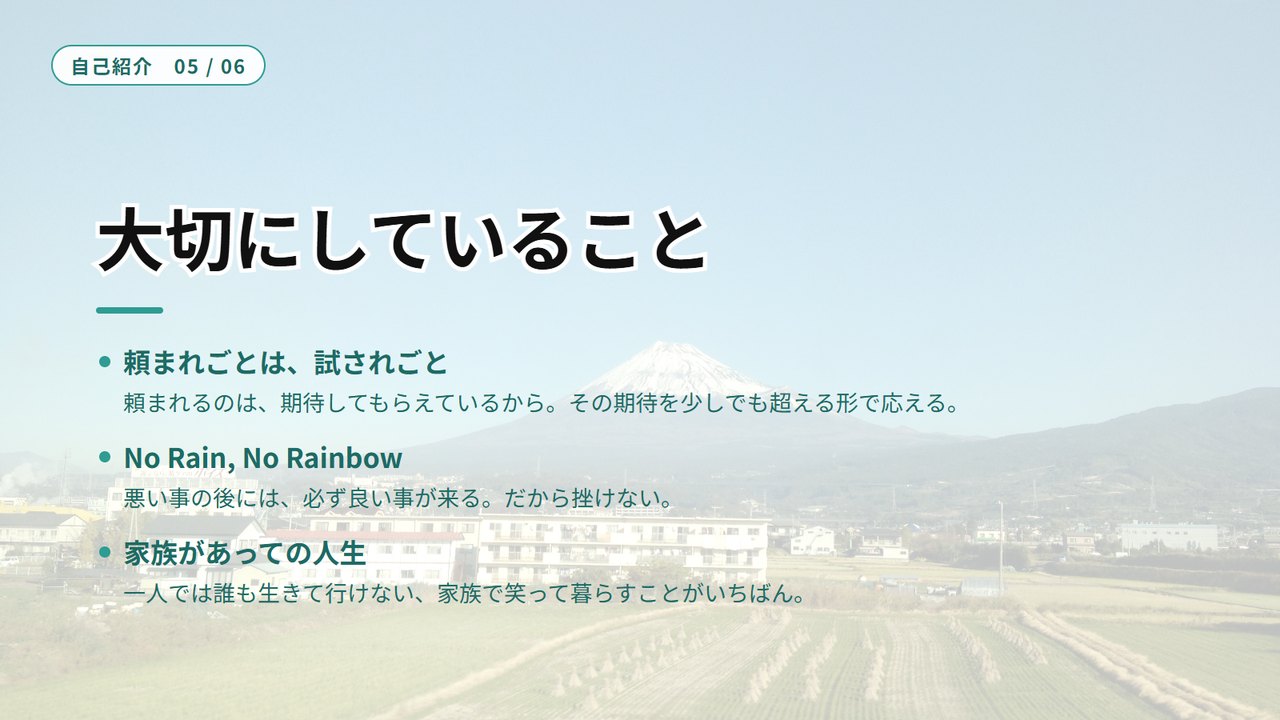 自己紹介　05 / 06
大切にしていること
頼まれごとは、試されごと
頼まれるのは、期待してもらえているから。その期待を少しでも超える形で応える。
No Rain, No Rainbow
悪い事の後には、必ず良い事が来る。だから挫けない。
家族があっての人生
一人では誰も生きて行けない、家族で笑って暮らすことがいちばん。